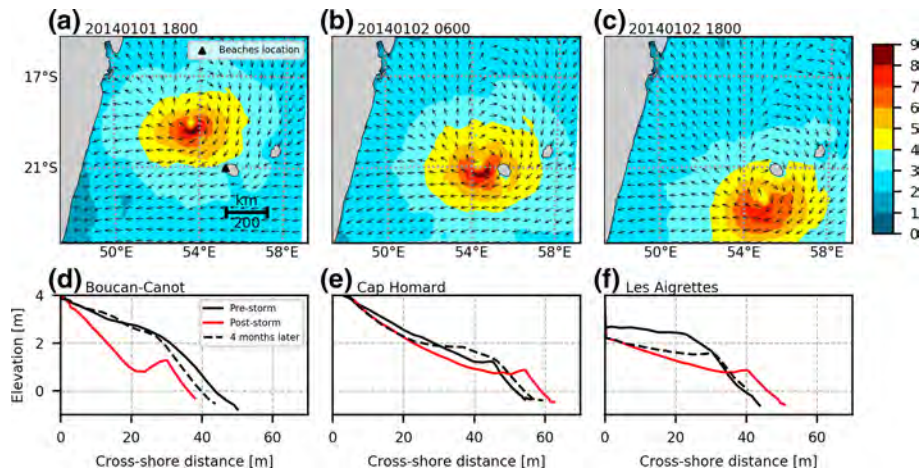 (a) (b) (c)
20140101 1800 20140102 0600 20140102 1800
▲ Beaches location
17°S
21°S
km
200
50°E 54°E 58°E 50°E 54°E 58°E 50°E 54°E 58°E
9
8
7
6
5
4
3
2
1
0
(d) Boucan-Canot (e) Cap Homard (f) Les Aigrettes
Elevation [m]
4
2
0
Pre-storm
Post-storm
4 months later
0 20 40 60 0 20 40 60 0 20 40 60
Cross-shore distance [m] Cross-shore distance [m] Cross-shore distance [m]